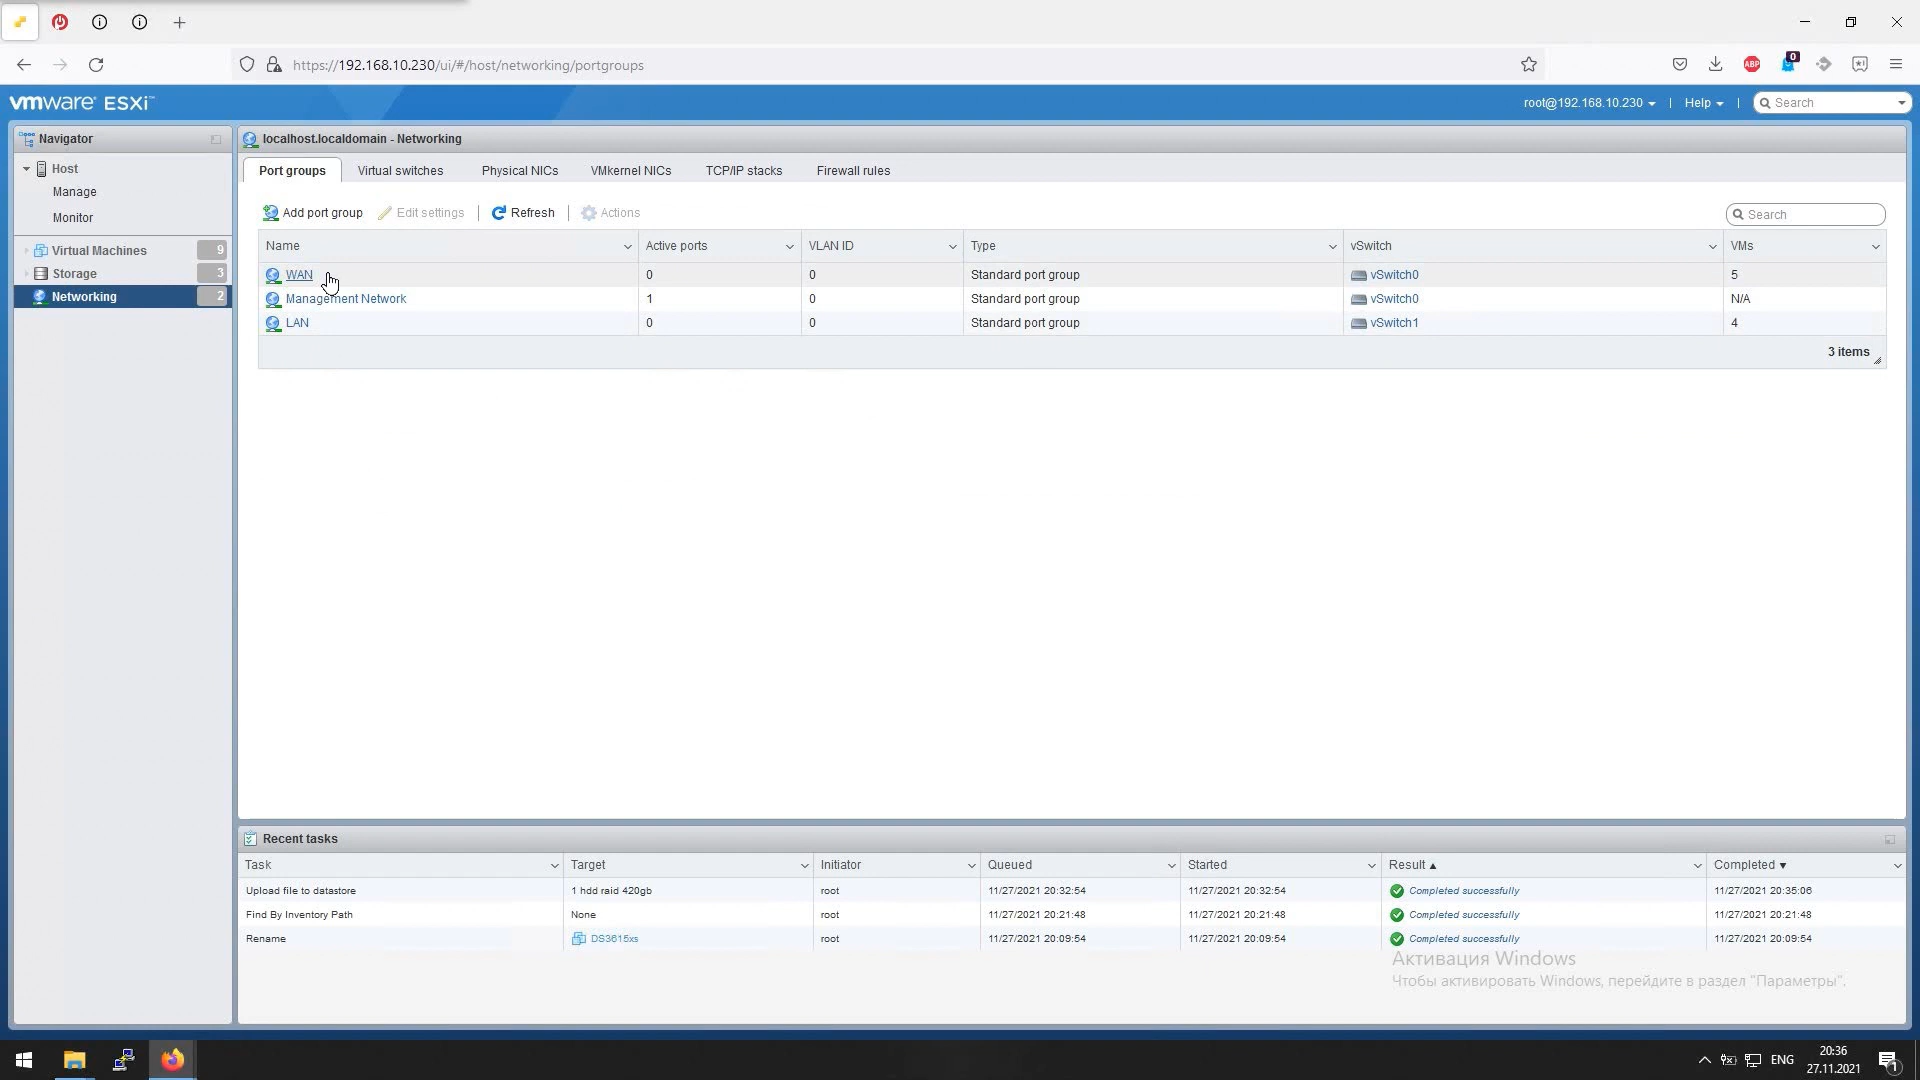 https://192.168.10.230/ui/#/host/networking/portgroups
ABP
0
vmware ESXi™
root@192.168.10.230
|
Help
|
Search
Navigator
localhost.localdomain - Networking
Host
Manage
Monitor
Virtual Machines 9
Storage 3
Networking 2
Port groups Virtual switches Physical NICs VMkernel NICs TCP/IP stacks Firewall rules
Add port group Edit settings | Refresh | Actions
Search
Name Active ports VLAN ID Type vSwitch VMs
WAN 0 0 Standard port group vSwitch0 5
Management Network 1 0 Standard port group vSwitch0 N/A
LAN 0 0 Standard port group vSwitch1 4
3 items
Recent tasks
Task Target Initiator Queued Started Result Completed
Upload file to datastore 1 hdd raid 420gb root 11/27/2021 20:32:54 11/27/2021 20:32:54 Completed successfully 11/27/2021 20:35:06
Find By Inventory Path None root 11/27/2021 20:21:48 11/27/2021 20:21:48 Completed successfully 11/27/2021 20:21:48
Rename DS3615xs root 11/27/2021 20:09:54 11/27/2021 20:09:54 Completed successfully 11/27/2021 20:09:54
Активация Windows
Чтобы активировать Windows, перейдите в раздел "Параметры".
ENG
20:36
27.11.2021
1